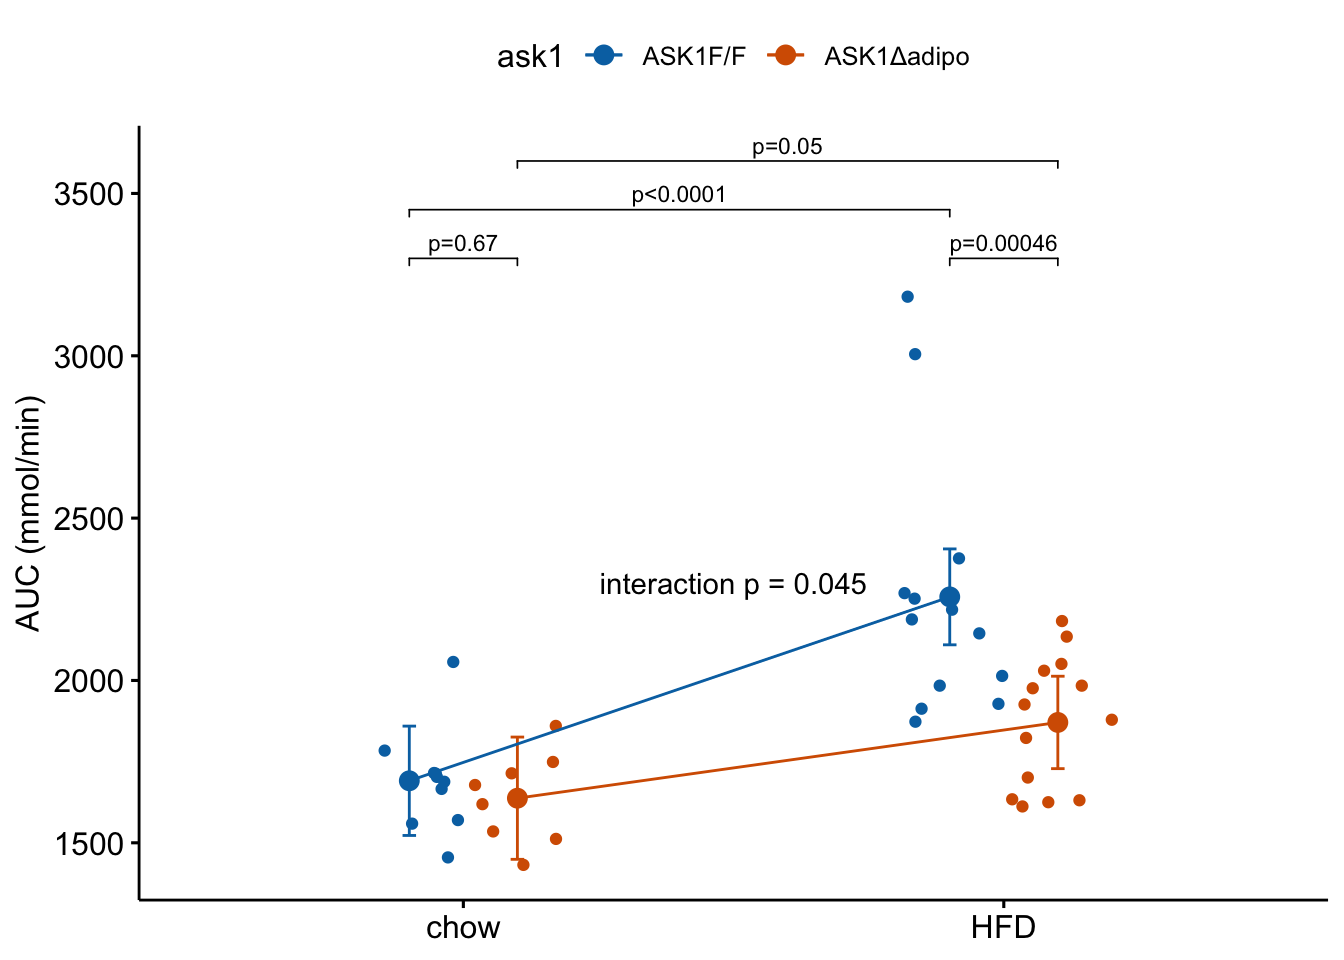 ask1 ASK1F/F ASK1Δadipo
p=0.05
p<0.0001
p=0.67 p=0.00046
3500
3000
2500
2000
1500
AUC (mmol/min)
interaction p = 0.045
chow HFD